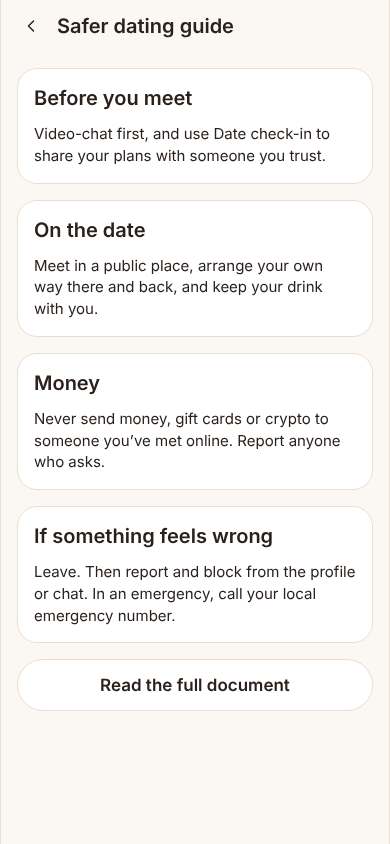 Safer dating guide
Before you meet
Video-chat first, and use Date check-in to
share your plans with someone you trust.
On the date
Meet in a public place, arrange your own
way there and back, and keep your drink
with you.
Money
Never send money, gift cards or crypto to
someone you’ve met online. Report anyone
who asks.
If something feels wrong
Leave. Then report and block from the profile
or chat. In an emergency, call your local
emergency number.
Read the full document